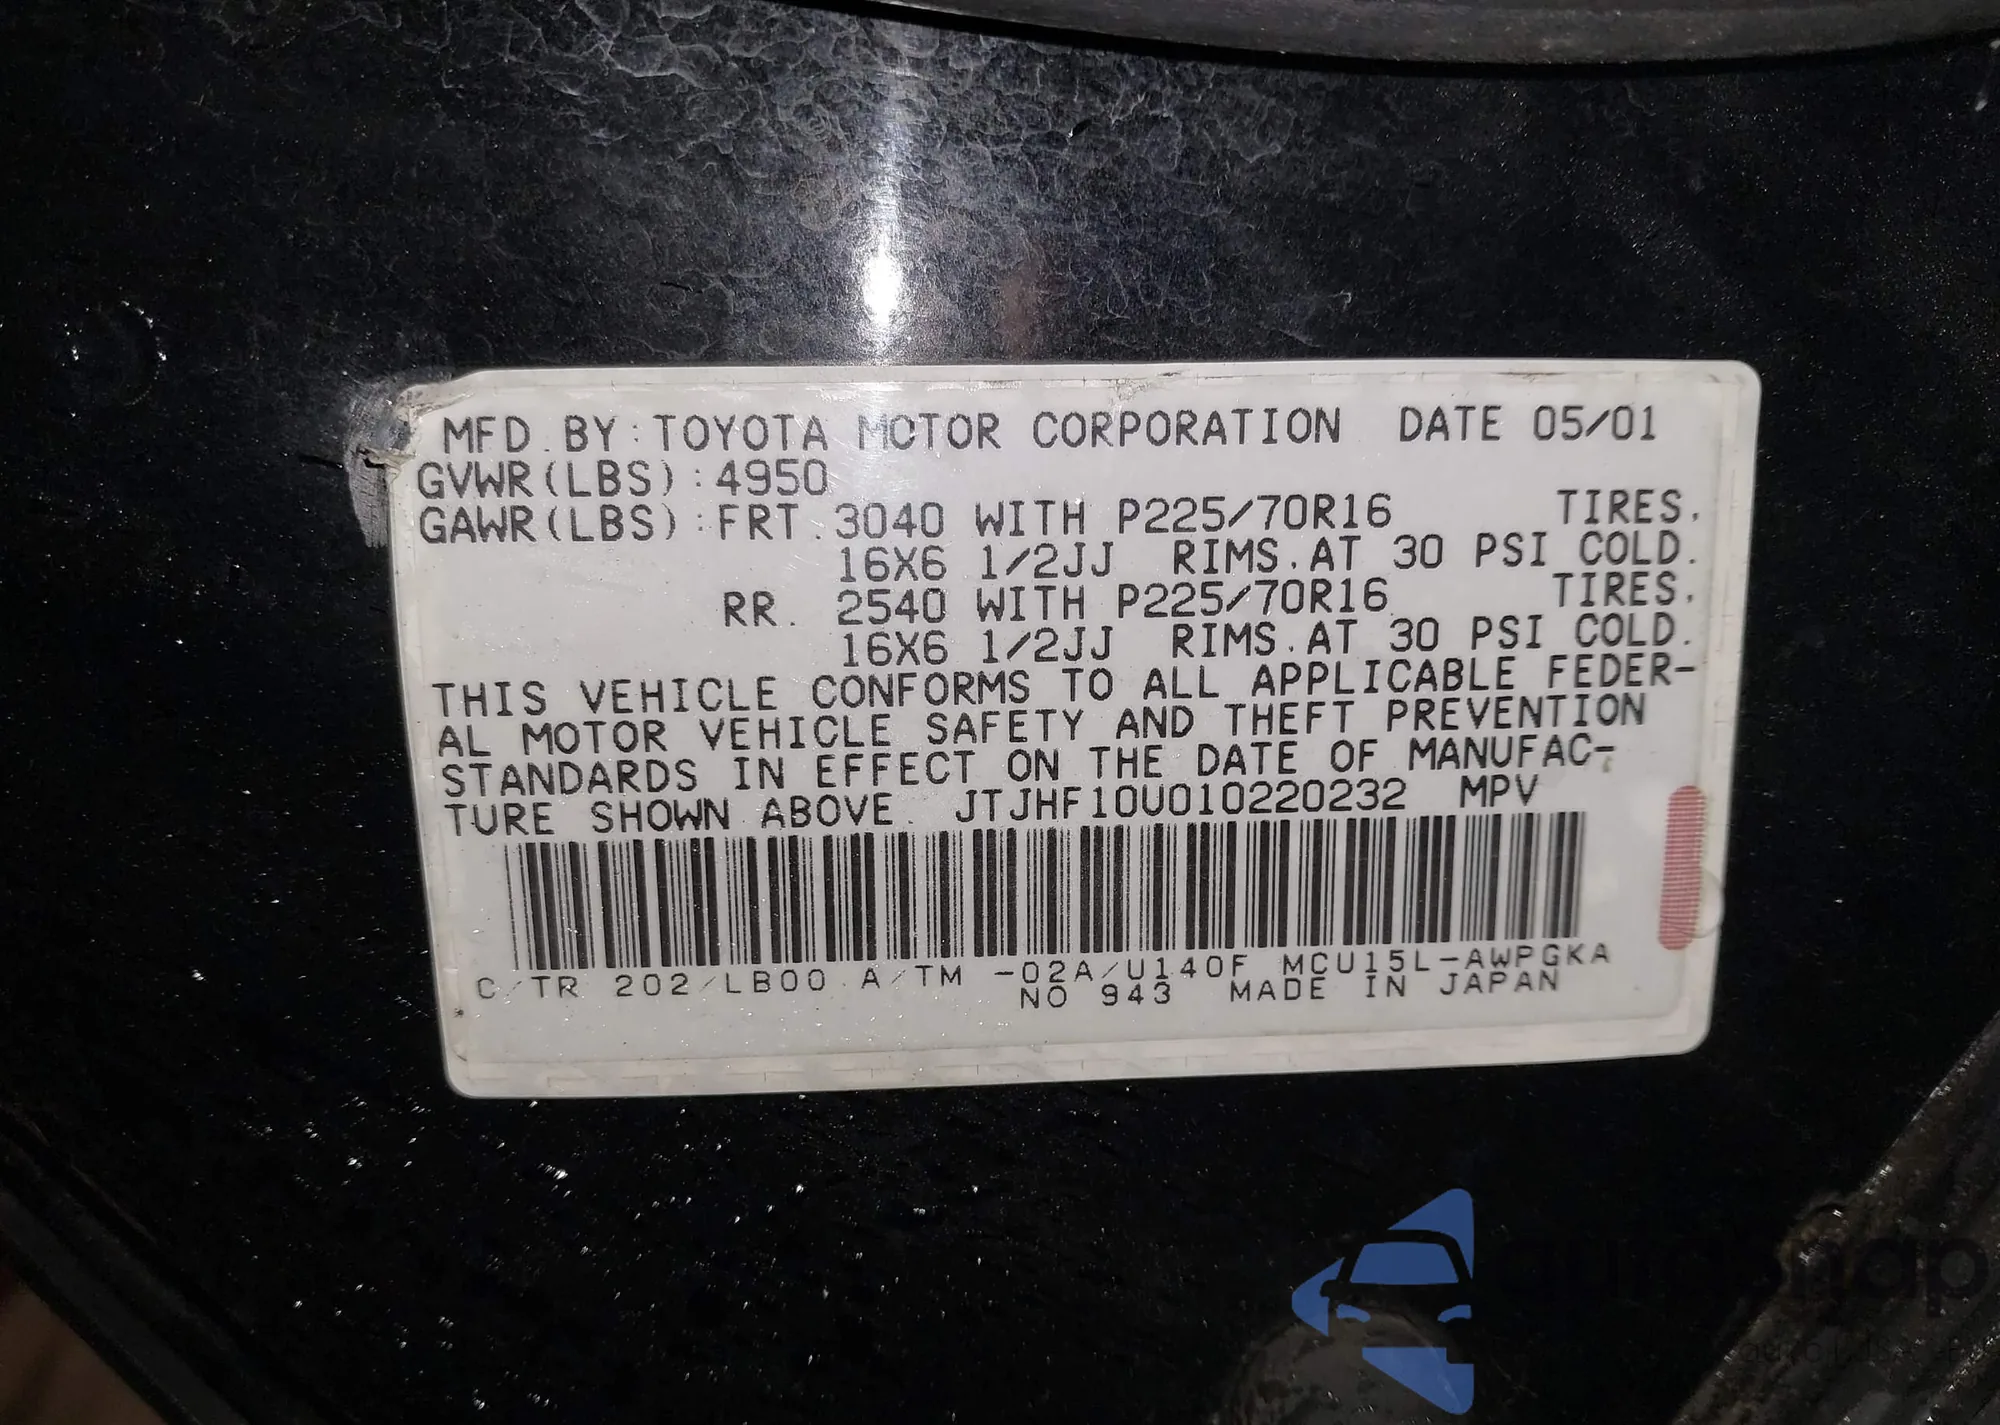 MFD.BY:TOYOTA MOTOR CORPORATION DATE 05/01
GVWR(LBS):4950
GAWR(LBS):FRT.3040 WITH P225/70R16 TIRES,
16X6 1/2JJ RIMS.AT 30 PSI COLD.
RR. 2540 WITH P225/70R16 TIRES,
16X6 1/2JJ RIMS.AT 30 PSI COLD.
THIS VEHICLE CONFORMS TO ALL APPLICABLE FEDER-
AL MOTOR VEHICLE SAFETY AND THEFT PREVENTION
STANDARDS IN EFFECT ON THE DATE OF MANUFAC-
TURE SHOWN ABOVE. JTJHF10U010220232 MPV
C/TR 202/LB00 A/TM -02A/U140F MCU15L-AWPGKA
NO 943 MADE IN JAPAN